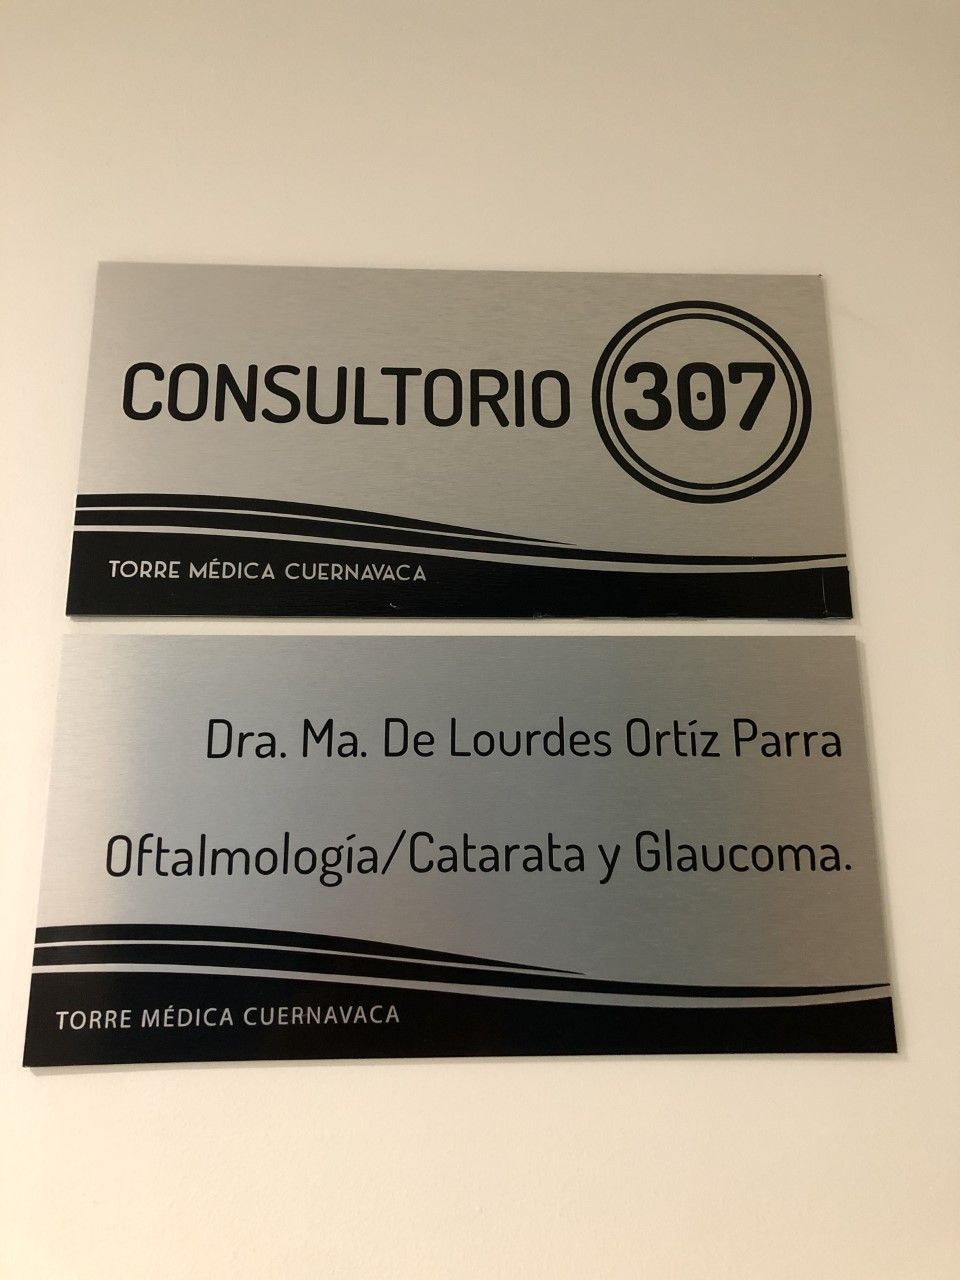 CONSULTORIO 307
TORRE MÉDICA CUERNAVACA
Dra. Ma. De Lourdes Ortíz Parra
Oftalmología/Catarata y Glaucoma.
TORRE MÉDICA CUERNAVACA